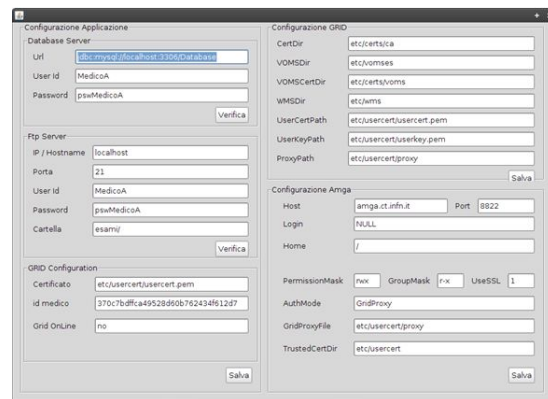 Configurazione Applicazione
Database Server
Url jdbc:mysql://localhost:3306/Database
User Id MedicoA
Password pswMedicoA
Verifica
Ftp Server
IP / Hostname localhost
Porta 21
User Id MedicoA
Password pswMedicoA
Cartella esami/
Verifica
GRID Configuration
Certificato etc/usercert/usercert.pem
id medico 370c7bdffca49528d60b762434f612d7
Grid OnLine no
Salva
Configurazione GRID
CertDir etc/certs/ca
VOMSDir etc/vomses
VOMSCertDir etc/certs/voms
WMSDir etc/wms
UserCertPath etc/usercert/usercert.pem
UserKeyPath etc/usercert/userkey.pem
ProxyPath etc/usercert/proxy
Salva
Configurazione Amga
Host amga.ct.infn.it Port 8822
Login NULL
Home /
PermissionMask rwx GroupMask r-x UseSSL 1
AuthMode GridProxy
GridProxyFile etc/usercert/proxy
TrustedCertDir etc/usercert
Salva